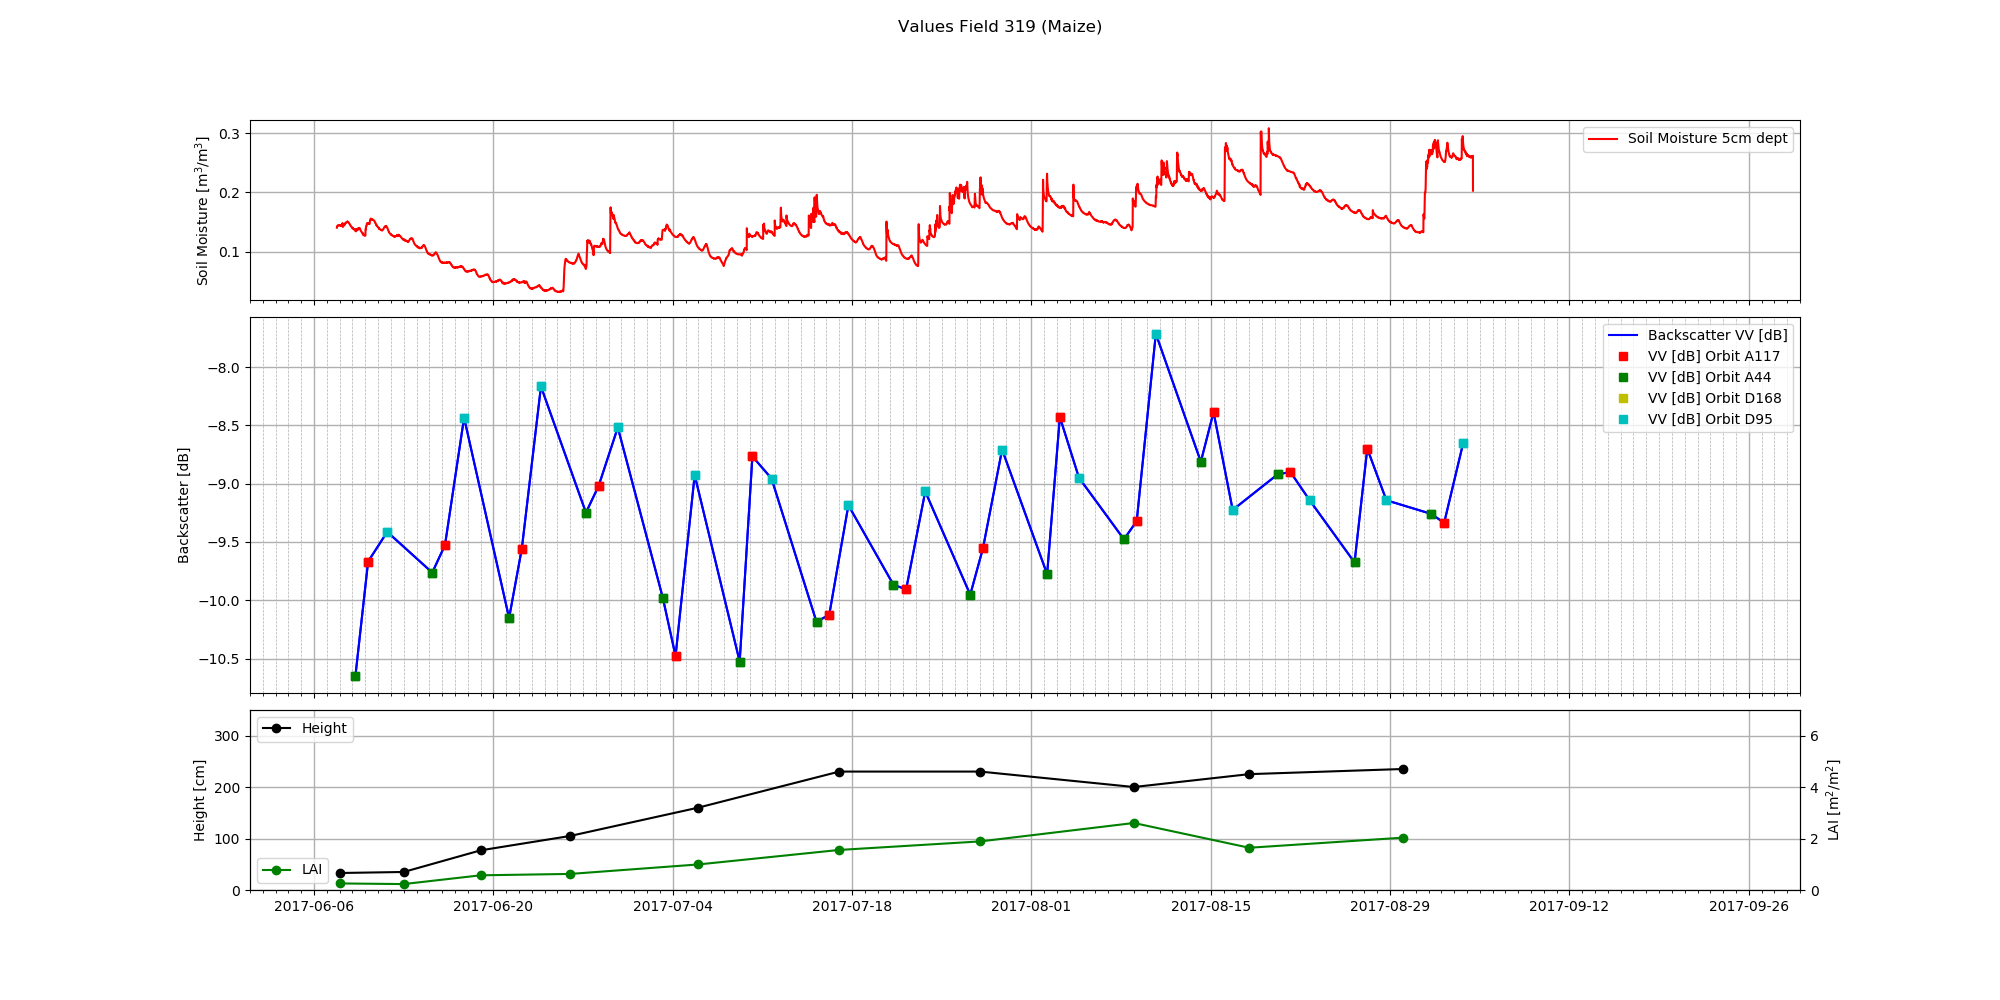 Values Field 319 (Maize)
Soil Moisture [m³/m³]
0.3
0.2
0.1
Soil Moisture 5cm dept
Backscatter [dB]
−8.0
−8.5
−9.0
−9.5
−10.0
−10.5
Backscatter VV [dB]
VV [dB] Orbit A117
VV [dB] Orbit A44
VV [dB] Orbit D168
VV [dB] Orbit D95
Height [cm]
300
200
100
0
Height
LAI
6
4
2
0
LAI [m²/m²]
2017-06-06 2017-06-20 2017-07-04 2017-07-18 2017-08-01 2017-08-15 2017-08-29 2017-09-12 2017-09-26